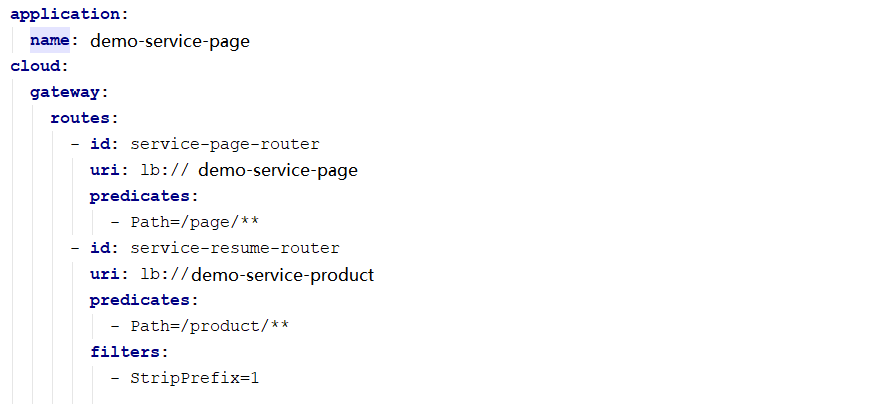 application:
name: demo-service-page
cloud:
gateway:
routes:
- id: service-page-router
uri: lb:// demo-service-page
predicates:
- Path=/page/**
- id: service-resume-router
uri: lb://demo-service-product
predicates:
- Path=/product/**
filters:
- StripPrefix=1